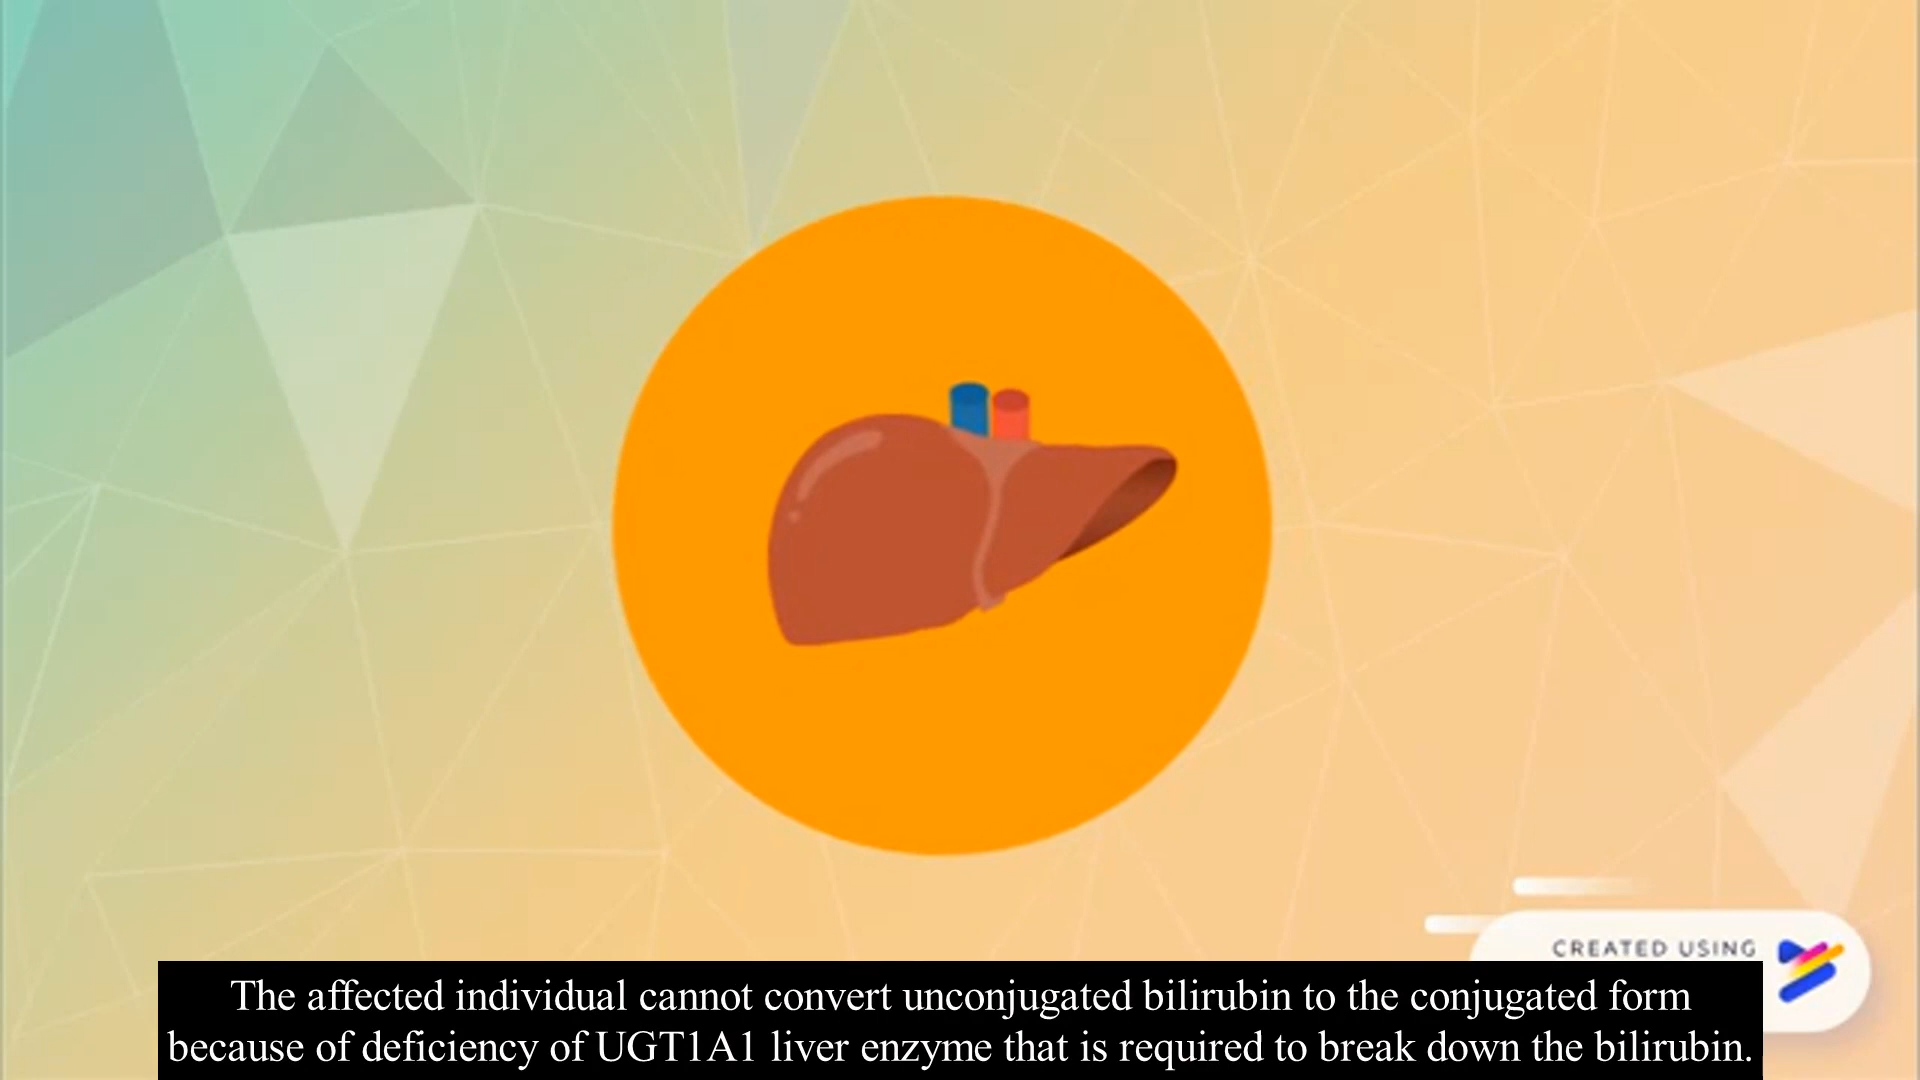 CREATED USING
The affected individual cannot convert unconjugated bilirubin to the conjugated form
because of deficiency of UGT1A1 liver enzyme that is required to break down the bilirubin.